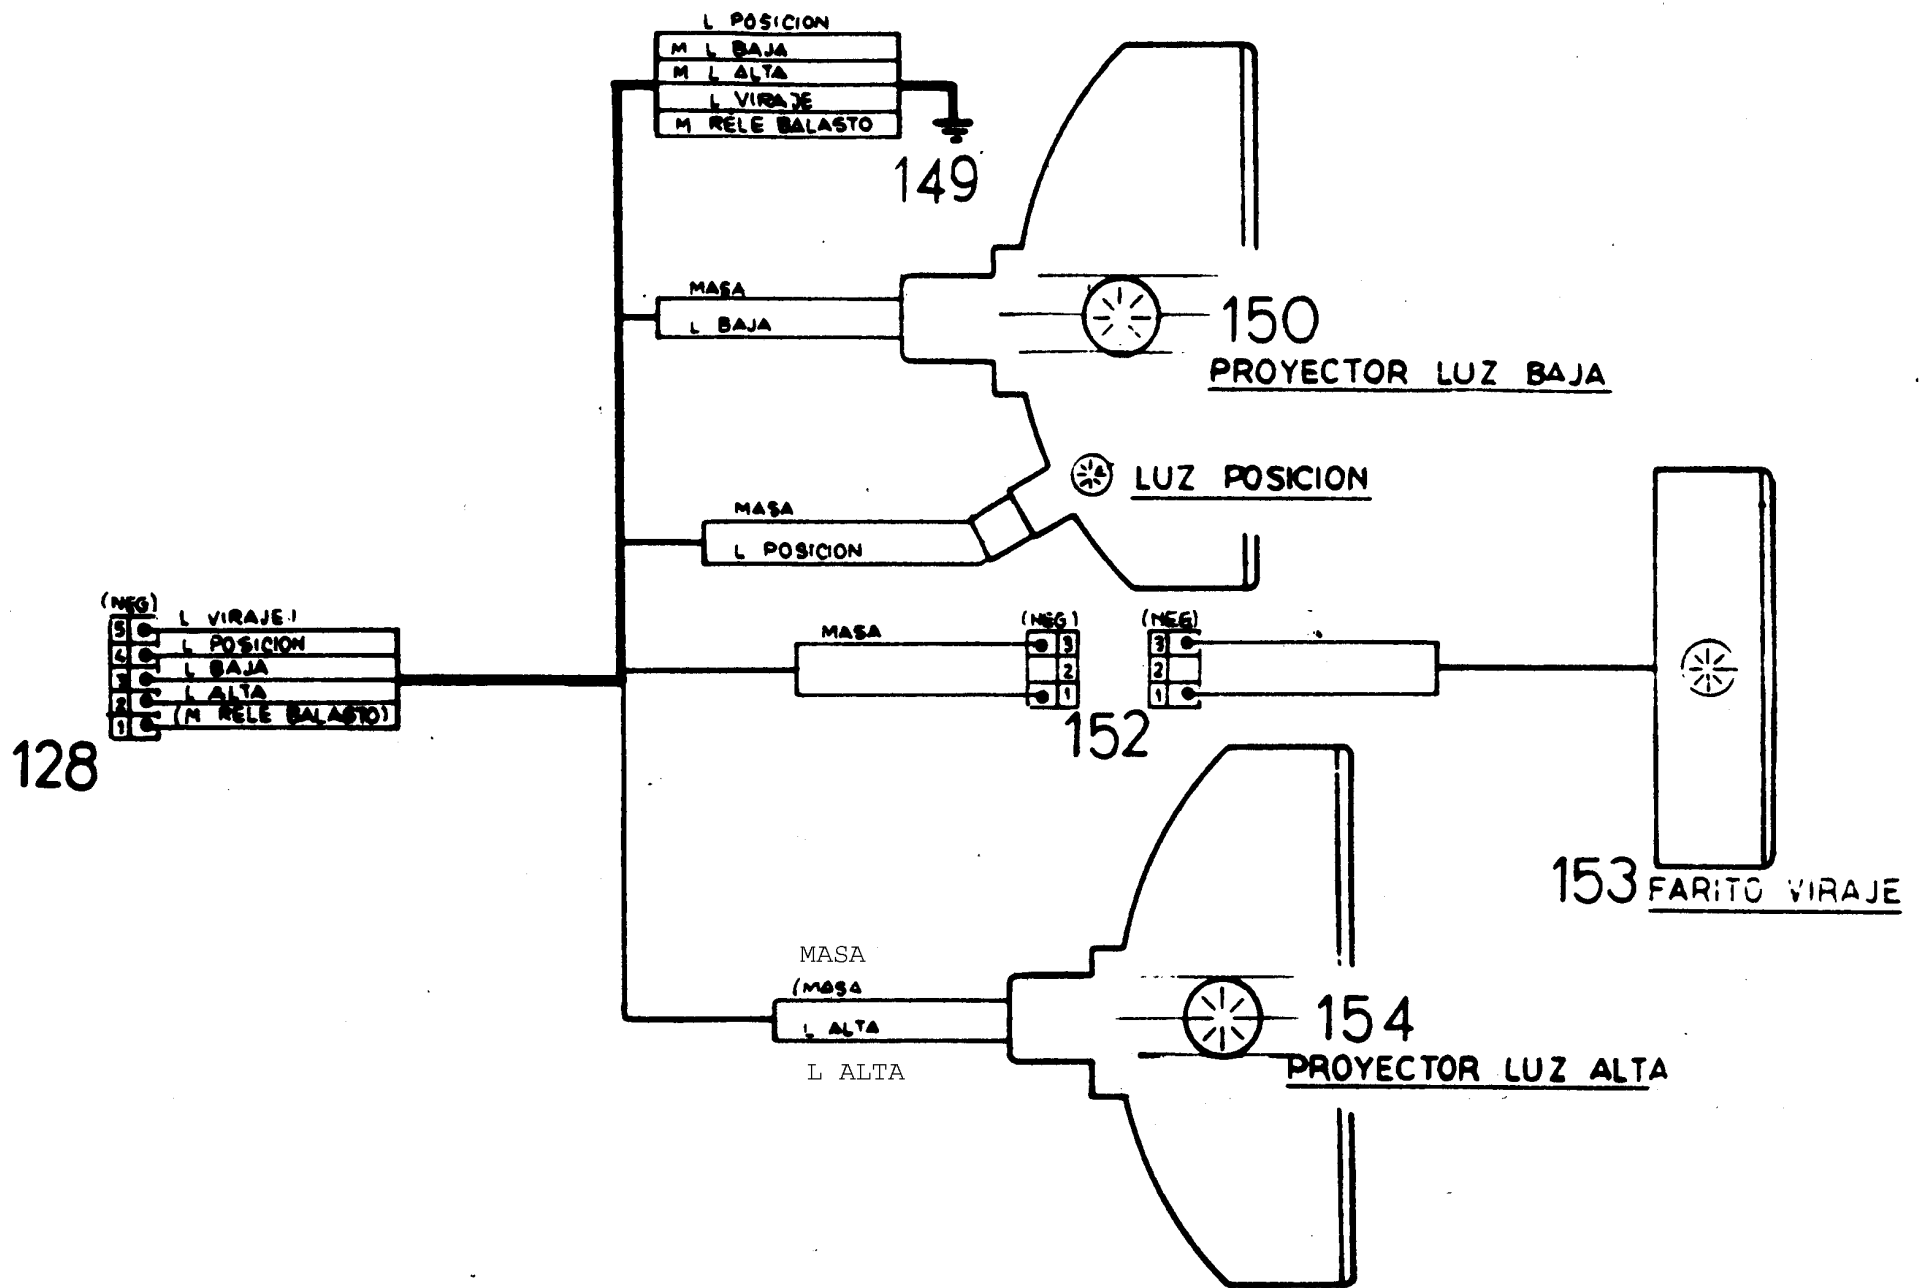 L POSICION
M L BAJA
M L ALTA
L VIRAJE
M RELE BALASTO
149
MASA
L BAJA
150
PROYECTOR LUZ BAJA
LUZ POSICION
MASA
L POSICION
(NEG)
5 L VIRAJE
4 L POSICION
3 L BAJA
2 L ALTA
1 (M RELE BALASTO)
128
MASA
(NEG)
3
2
1
152
(NEG)
3
2
1
153 FARITO VIRAJE
MASA
(MASA
L ALTA
L ALTA
154
PROYECTOR LUZ ALTA